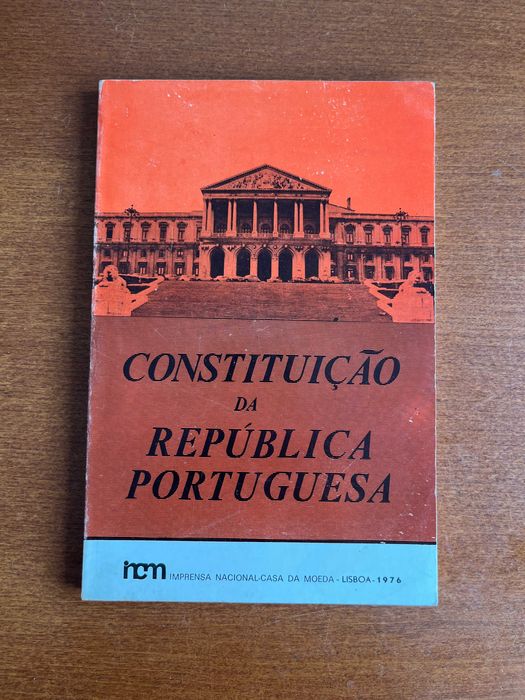 CONSTITUIÇÃO
DA
REPÚBLICA
PORTUGUESA
incm IMPRENSA NACIONAL-CASA DA MOEDA - LISBOA - 1976